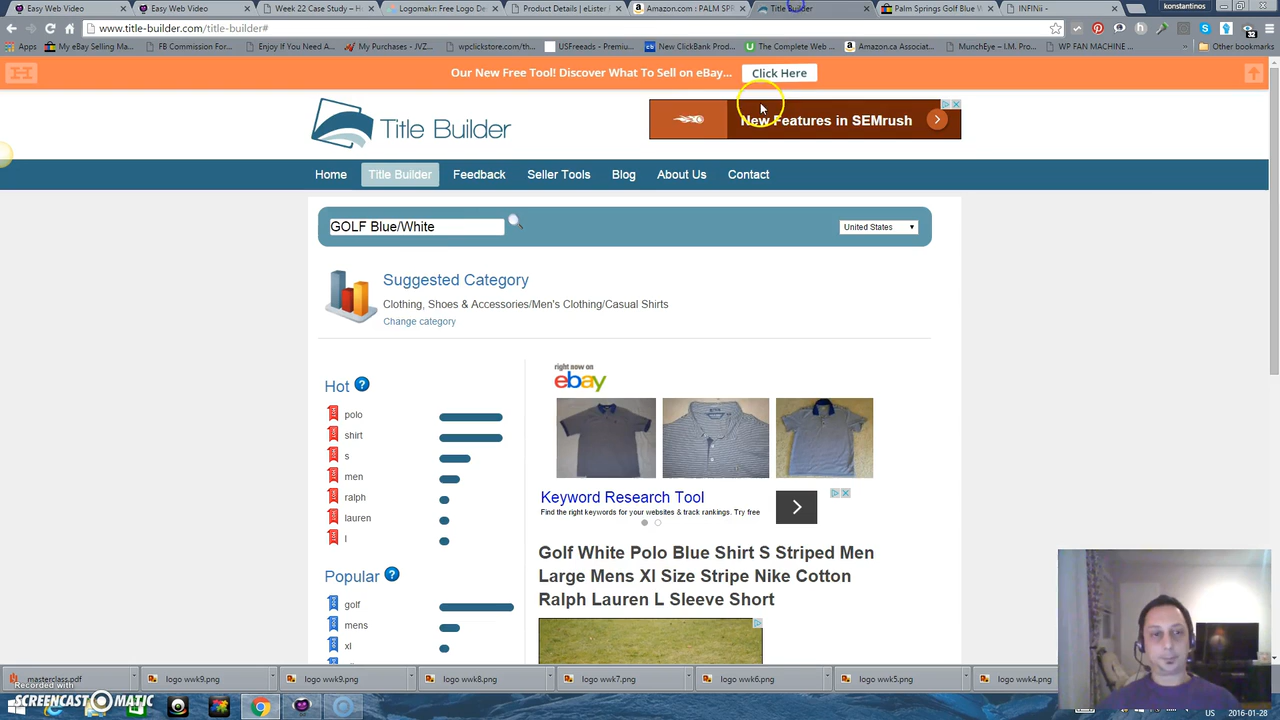 konstantinos
Easy Web Video
Easy Web Video
Week 22 Case Study –
Logomakr: Free Logo De
Product Details | eLister
Amazon.com : PALM SPR
Title Builder
Palm Springs Golf Blue W
INFINii -
www.title-builder.com/title-builder#
32
Apps
My eBay Selling Ma
FB Commission For
Enjoy If You Need A
My Purchases - JVZ
wpclickstore.com/th
USFreeads - Premiu
New ClickBank Prod
The Complete Web
Amazon.ca Associat
MunchEye — I.M. Pro
WP FAN MACHINE
Other bookmarks
Our New Free Tool! Discover What To Sell on eBay...
Click Here
Title Builder
New Features in SEMrush
Home
Title Builder
Feedback
Seller Tools
Blog
About Us
Contact
GOLF Blue/White
United States
Suggested Category
Clothing, Shoes & Accessories/Men's Clothing/Casual Shirts
Change category
right now on
ebay
Hot
polo
shirt
s
men
ralph
lauren
l
Popular
golf
mens
xl
Keyword Research Tool
Find the right keywords for your websites & track rankings. Try free
Golf White Polo Blue Shirt S Striped Men
Large Mens Xl Size Stripe Nike Cotton
Ralph Lauren L Sleeve Short
masterclass.pdf
logo wwk9.png
logo wwk9.png
logo wwk8.png
logo wwk7.png
logo wwk6.png
logo wwk5.png
logo wwk4.png
Recorded with
SCREENCAST MATIC
US
2016-01-28